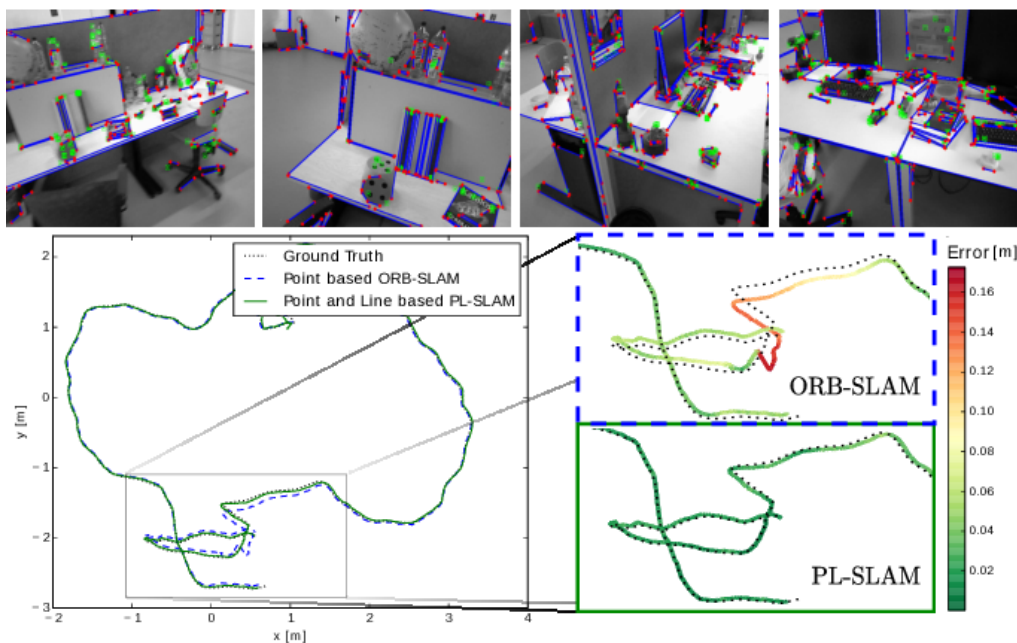 Ground Truth
Point based ORB-SLAM
Point and Line based PL-SLAM
y [m]
2
1
0
−1
−2
−3
−2
−1
0
1
2
3
4
x [m]
ORB-SLAM
PL-SLAM
Error [m]
0.16
0.14
0.12
0.10
0.08
0.06
0.04
0.02